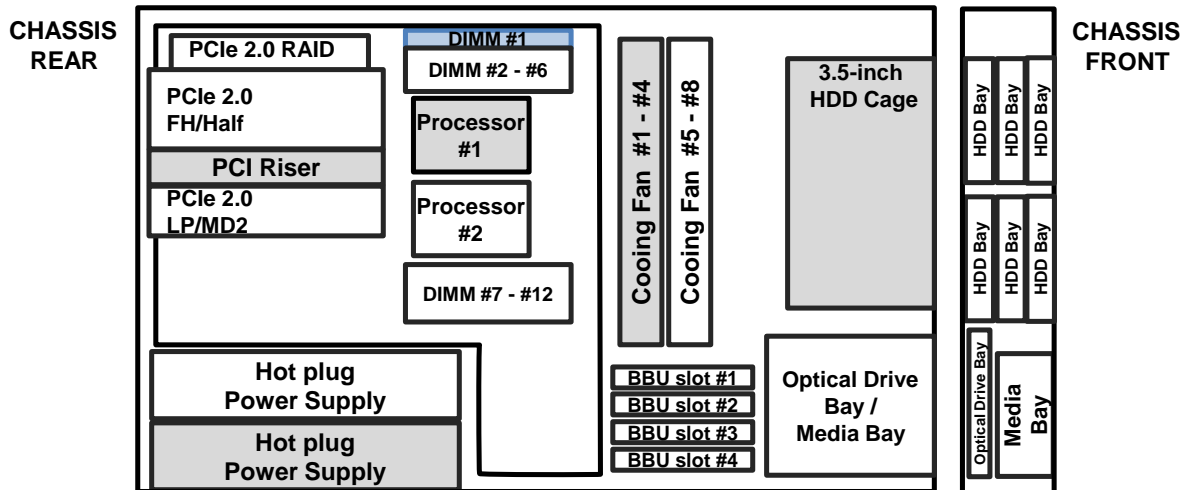 CHASSIS
REAR
PCIe 2.0 RAID
PCIe 2.0
FH/Half
PCI Riser
PCIe 2.0
LP/MD2
DIMM #1
DIMM #2 - #6
Processor
#1
Processor
#2
DIMM #7 - #12
Hot plug
Power Supply
Hot plug
Power Supply
Cooing Fan #1 - #4
Cooing Fan #5 - #8
BBU slot #1
BBU slot #2
BBU slot #3
BBU slot #4
3.5-inch
HDD Cage
Optical Drive
Bay /
Media Bay
HDD Bay
HDD Bay
HDD Bay
HDD Bay
HDD Bay
HDD Bay
Optical Drive Bay
Media
Bay
CHASSIS
FRONT